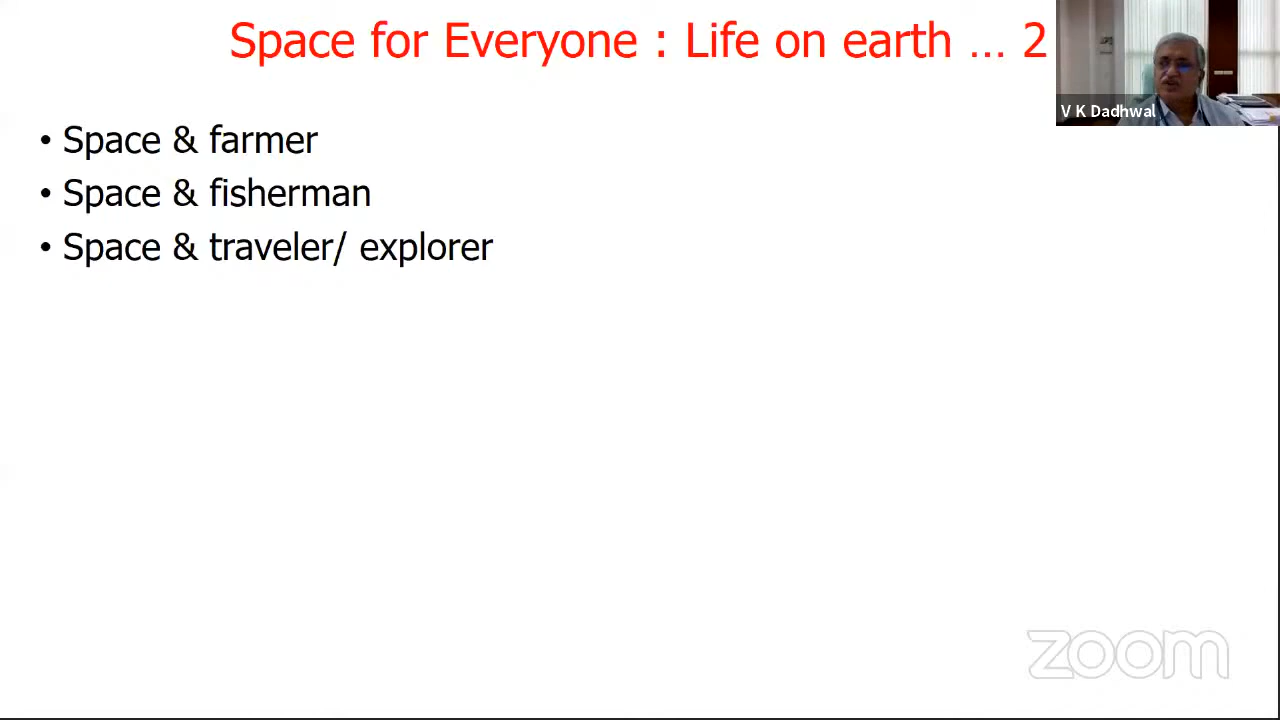 Space for Everyone : Life on earth … 2
V K Dadhwal
• Space & farmer
• Space & fisherman
• Space & traveler/ explorer
zoom